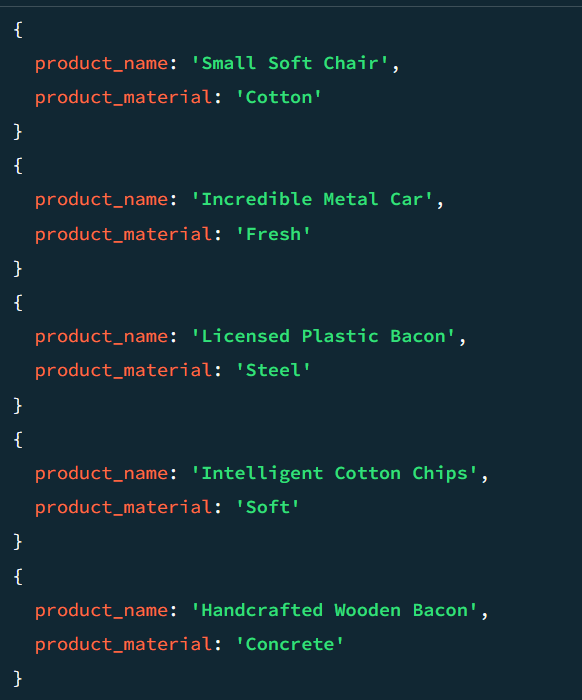 {
  product_name: 'Small Soft Chair',
  product_material: 'Cotton'
}
{
  product_name: 'Incredible Metal Car',
  product_material: 'Fresh'
}
{
  product_name: 'Licensed Plastic Bacon',
  product_material: 'Steel'
}
{
  product_name: 'Intelligent Cotton Chips',
  product_material: 'Soft'
}
{
  product_name: 'Handcrafted Wooden Bacon',
  product_material: 'Concrete'
}